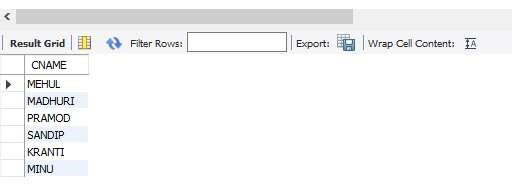 Result Grid Filter Rows: Export: Wrap Cell Content:
CNAME
MEHUL
MADHURI
PRAMOD
SANDIP
KRANTI
MINU